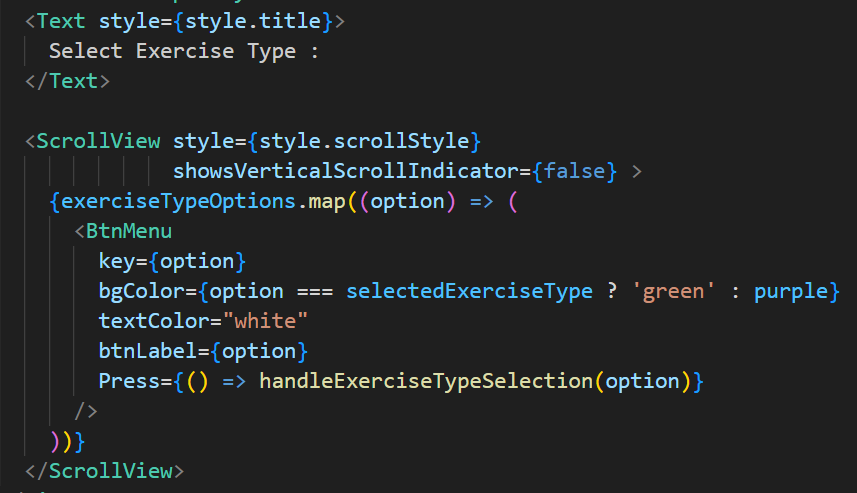 <Text style={style.title}>
  Select Exercise Type :
</Text>

<ScrollView style={style.scrollStyle}
            showsVerticalScrollIndicator={false} >
  {exerciseTypeOptions.map((option) => (
    <BtnMenu
      key={option}
      bgColor={option === selectedExerciseType ? 'green' : purple}
      textColor="white"
      btnLabel={option}
      Press={() => handleExerciseTypeSelection(option)}
    />
  ))}
</ScrollView>